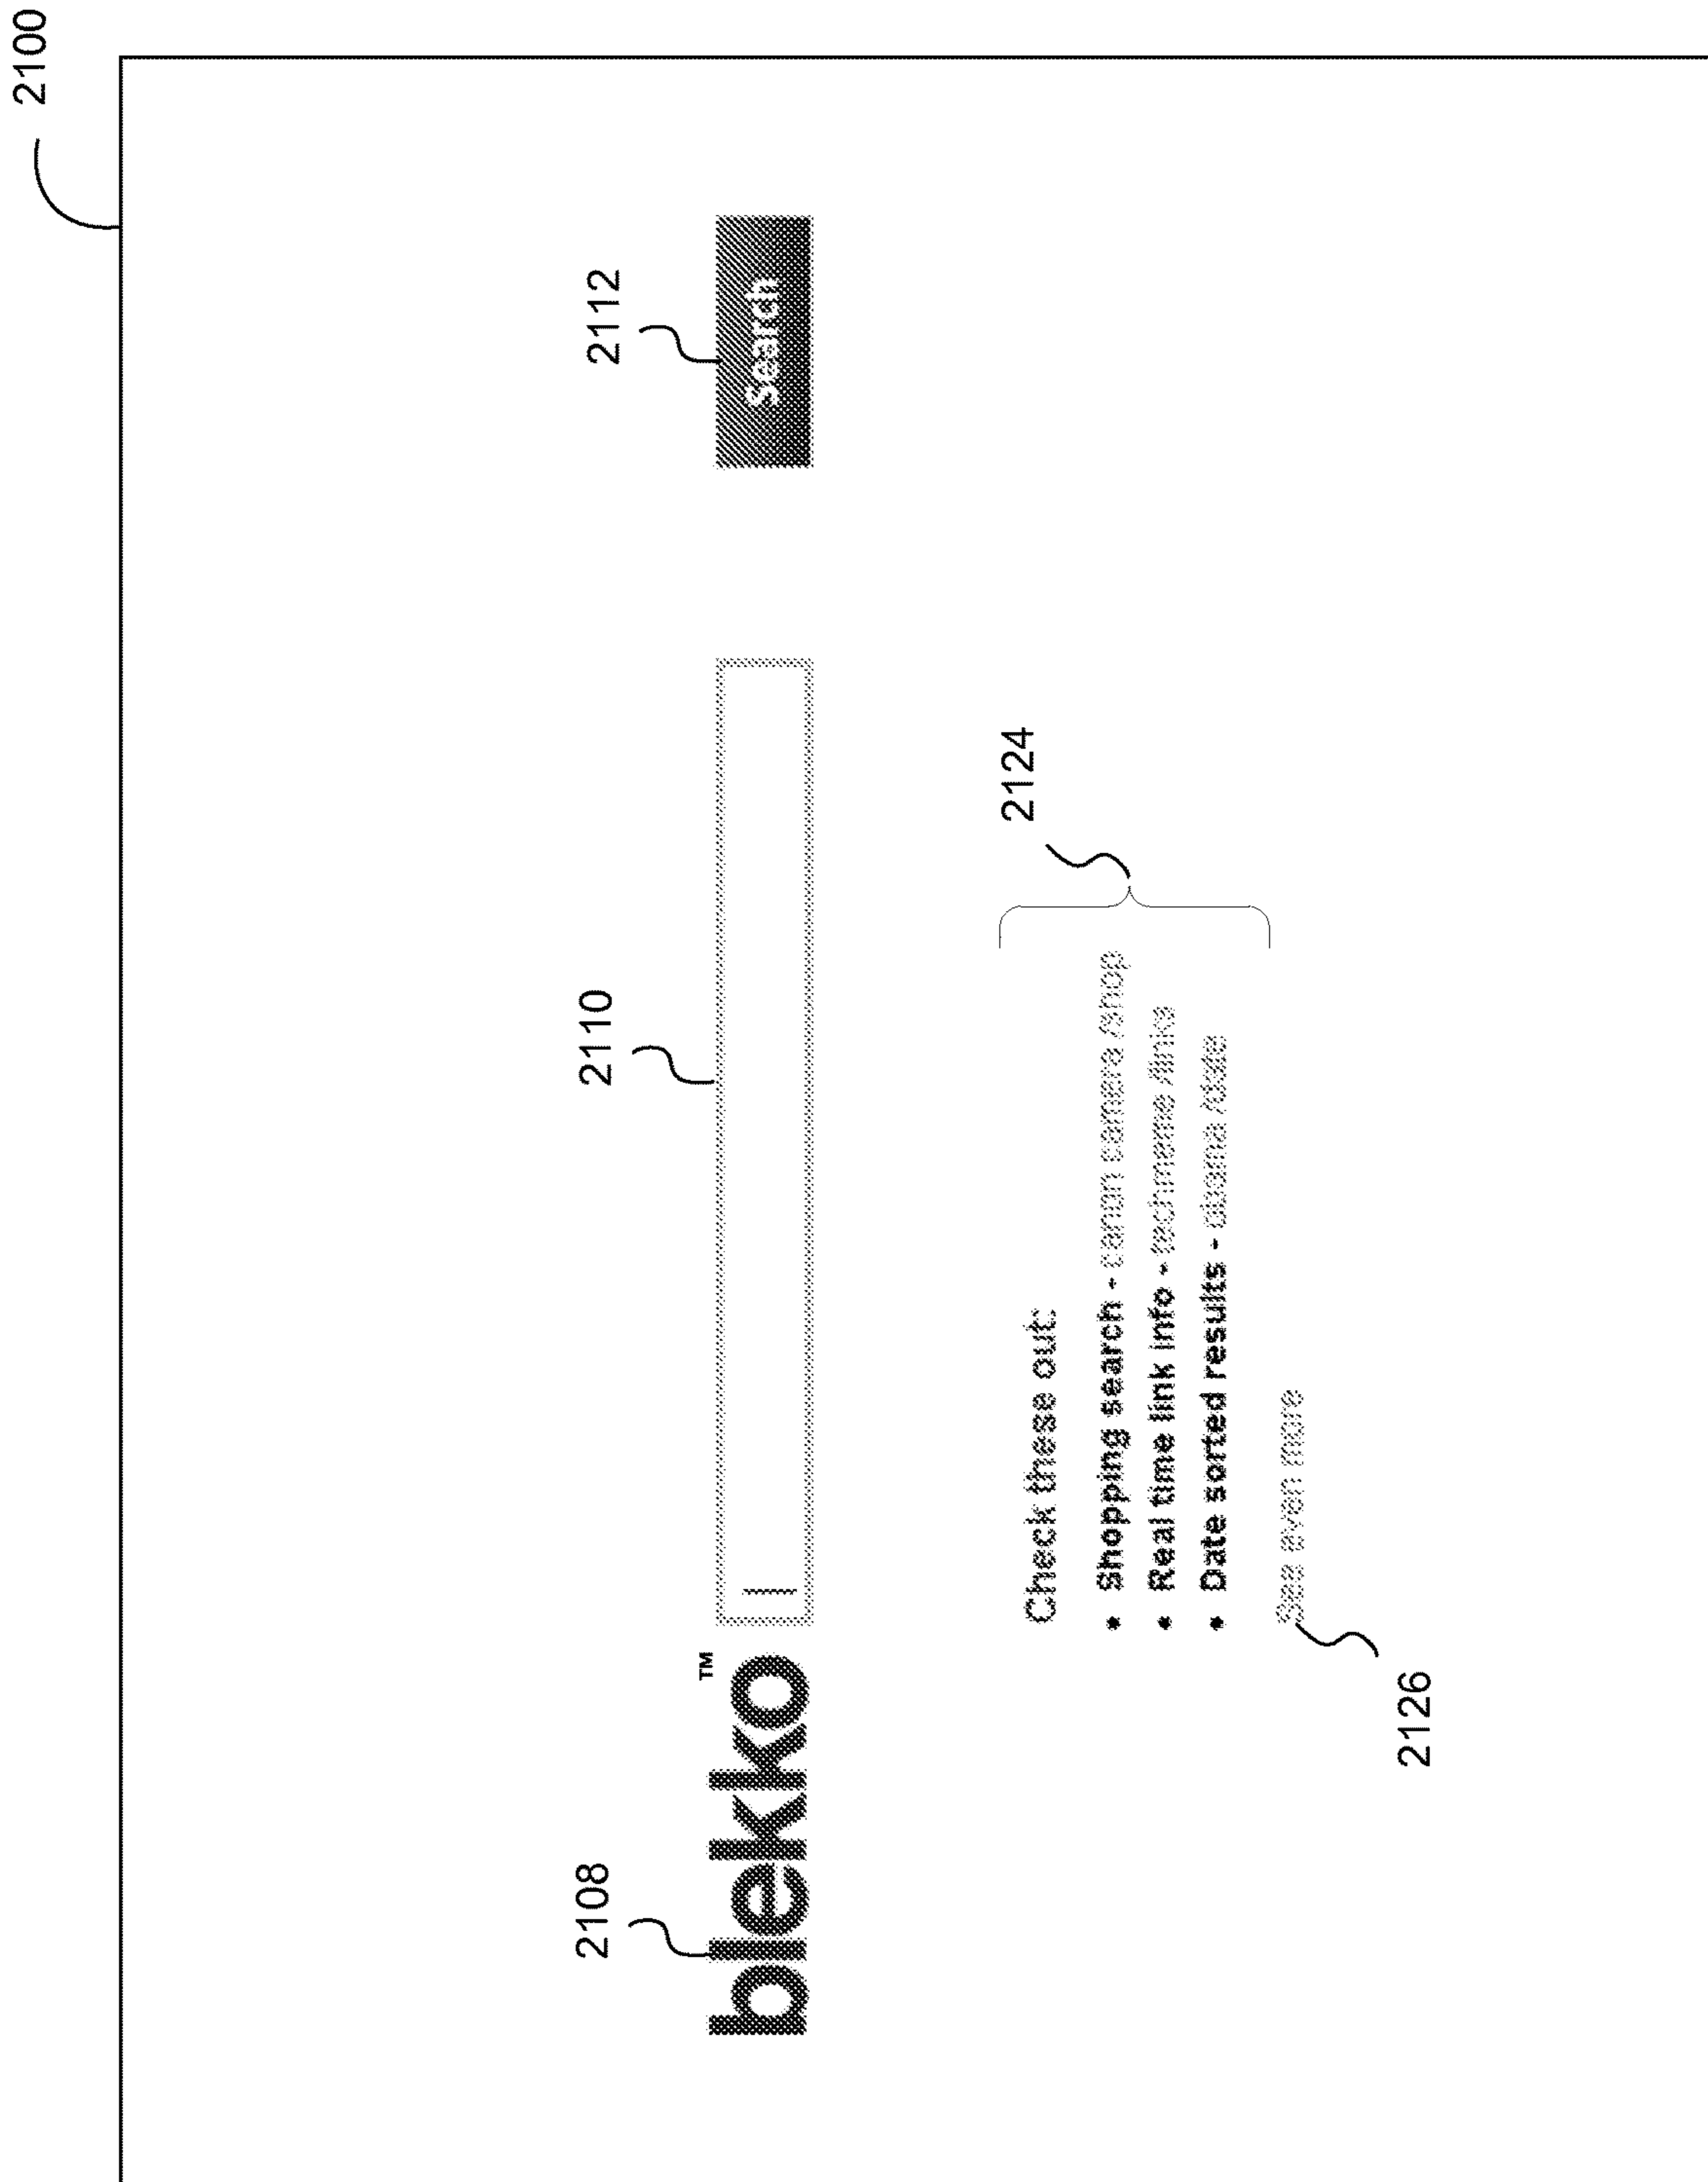 2100
2108
2110
2112
blekko™
Search
2124
Check these out:
• Shopping search - canon camera /shop
• Real time link info - techmeme /links
• Date sorted results - obama /date
See even more
2126